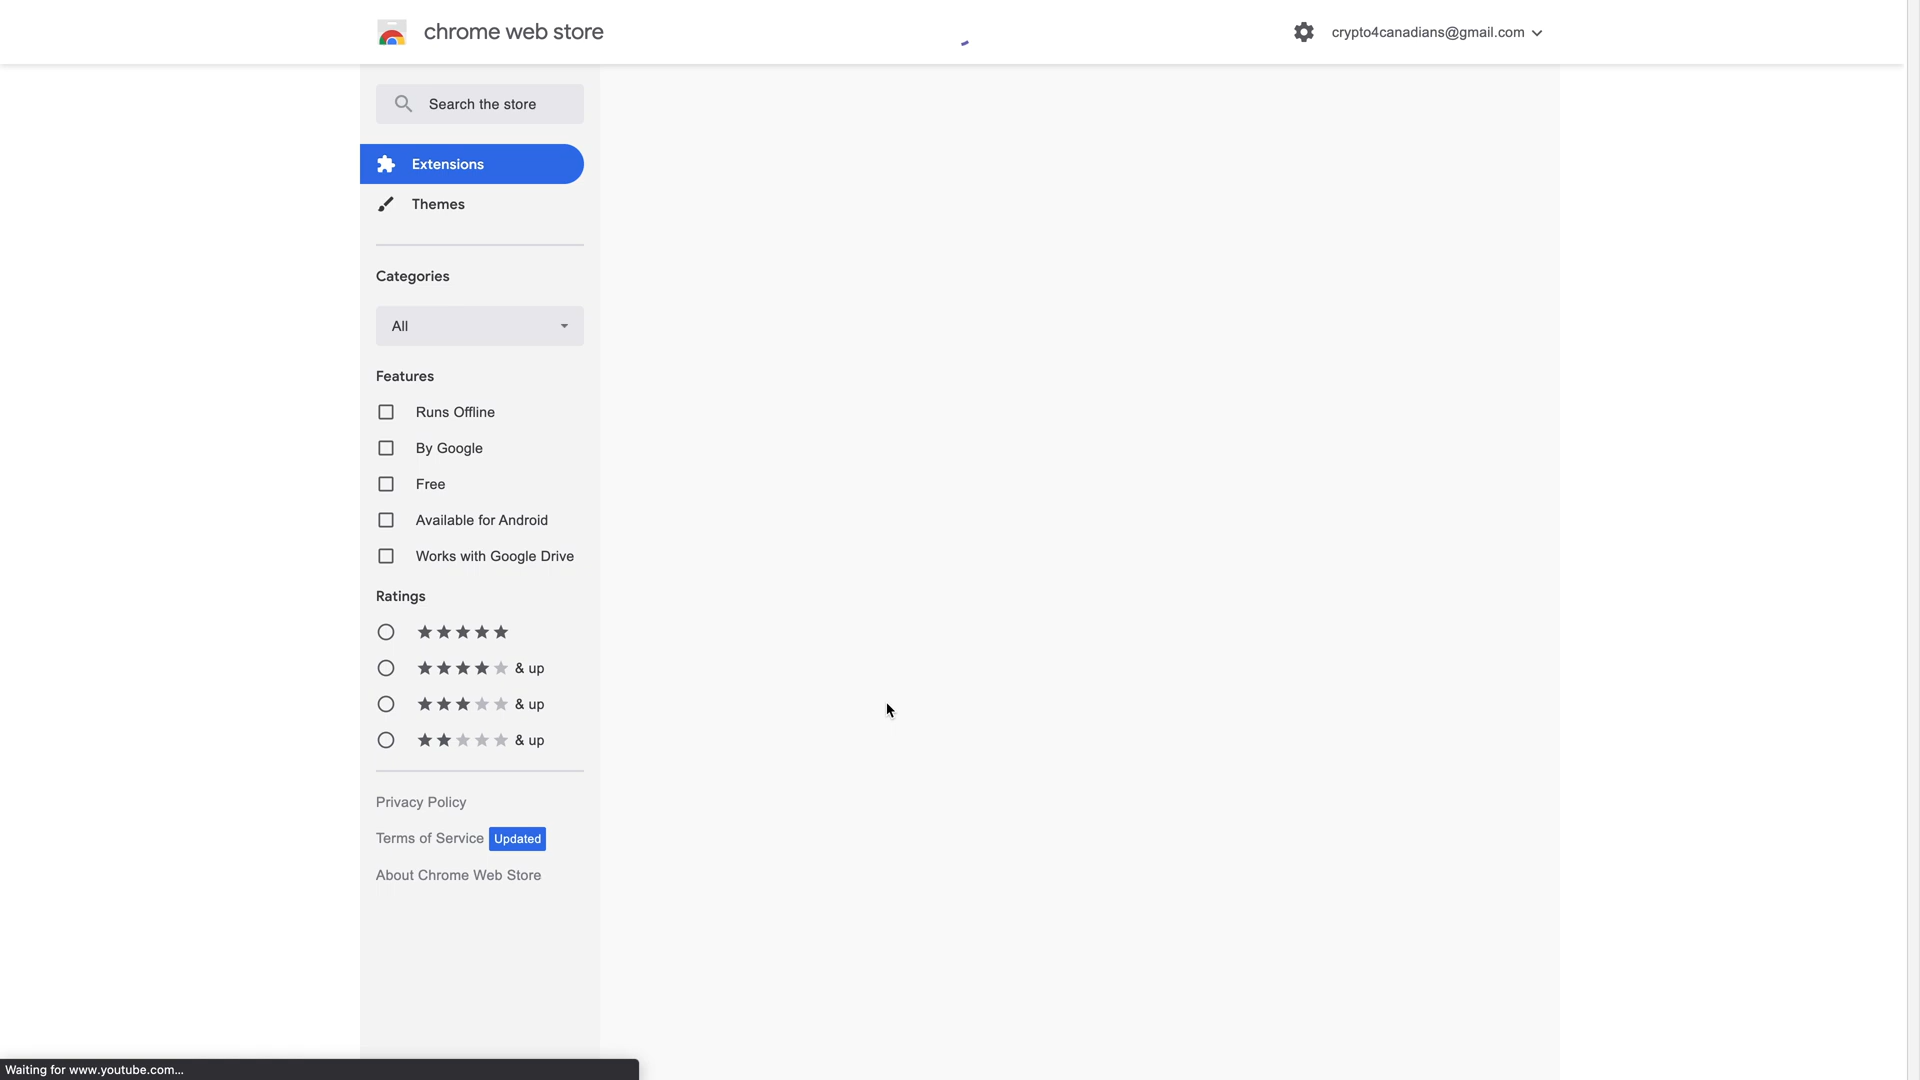 chrome web store
crypto4canadians@gmail.com
Search the store
Extensions
Themes
Categories
All
Features
Runs Offline
By Google
Free
Available for Android
Works with Google Drive
Ratings
& up
& up
& up
Privacy Policy
Terms of Service Updated
About Chrome Web Store
Waiting for www.youtube.com...